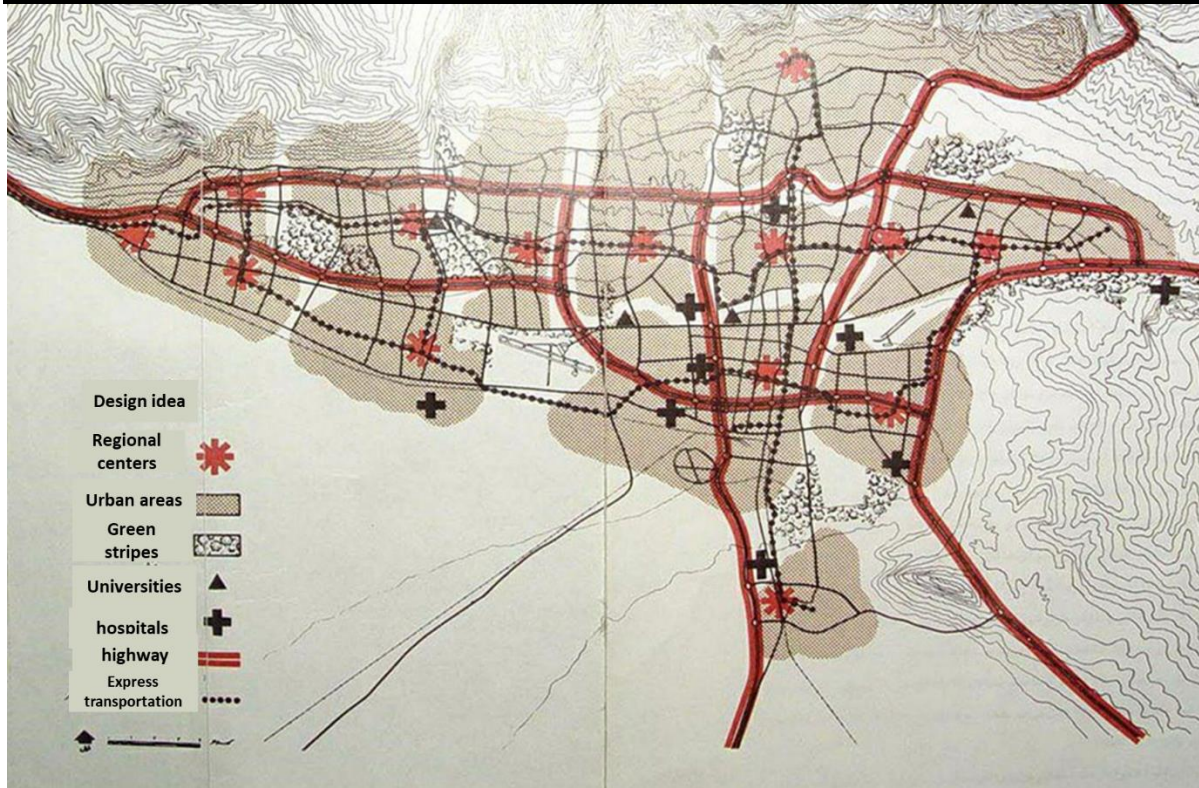 Design idea
Regional
centers
Urban areas
Green
stripes
Universities
hospitals
highway
Express
transportation